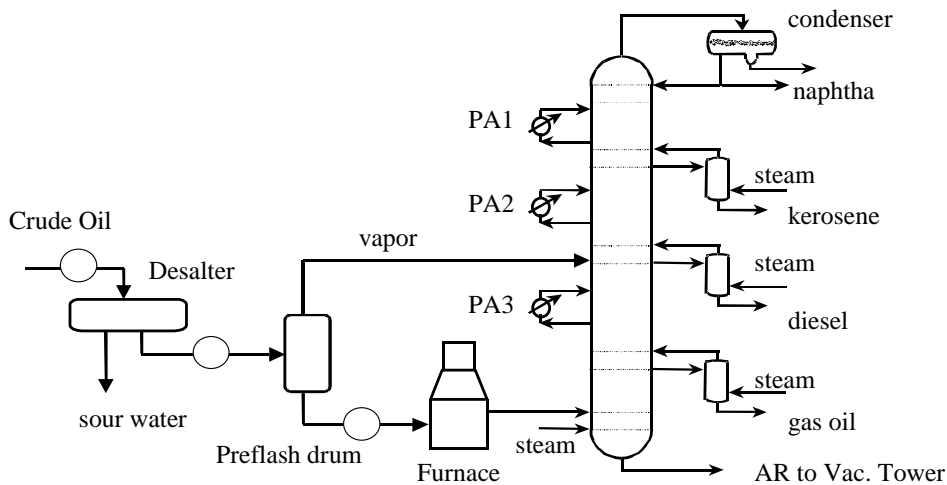 condenser
naphtha
PA1
steam
kerosene
PA2
Crude Oil
vapor
Desalter
steam
diesel
PA3
steam
gas oil
sour water
Preflash drum
Furnace
steam
AR to Vac. Tower